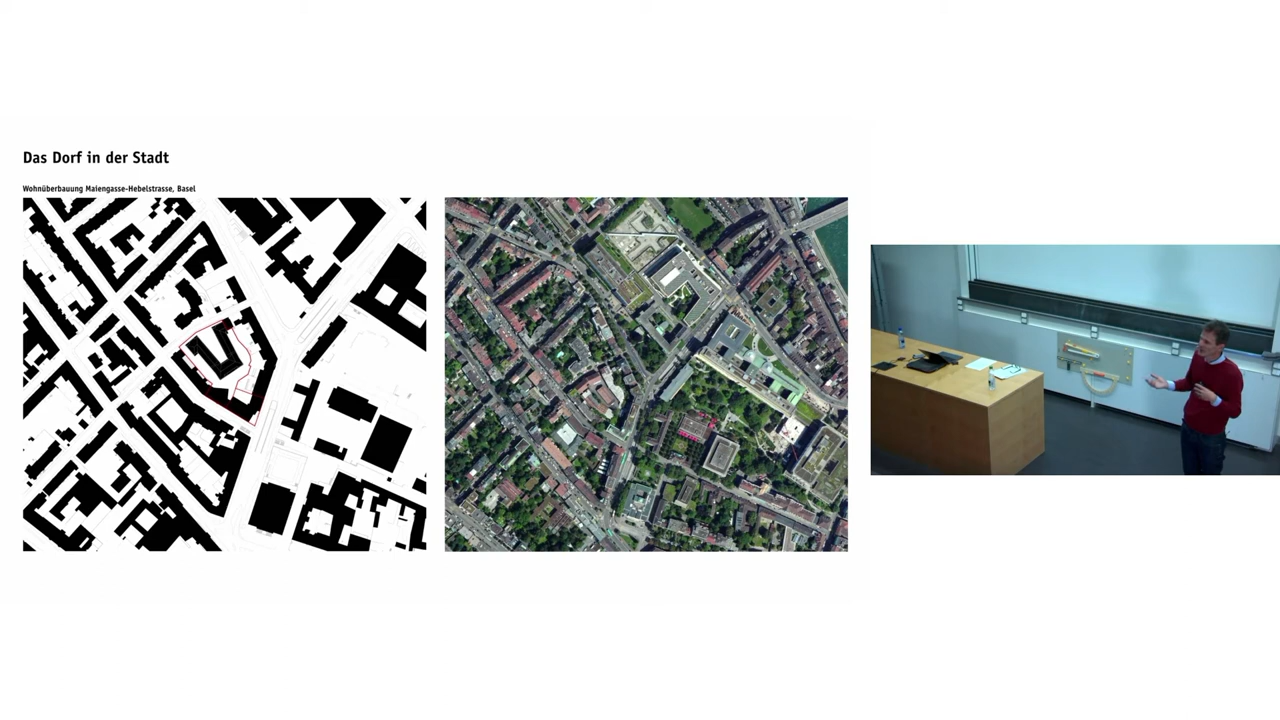 Das Dorf in der Stadt
Wohnüberbauung Maiengasse-Hebelstrasse, Basel